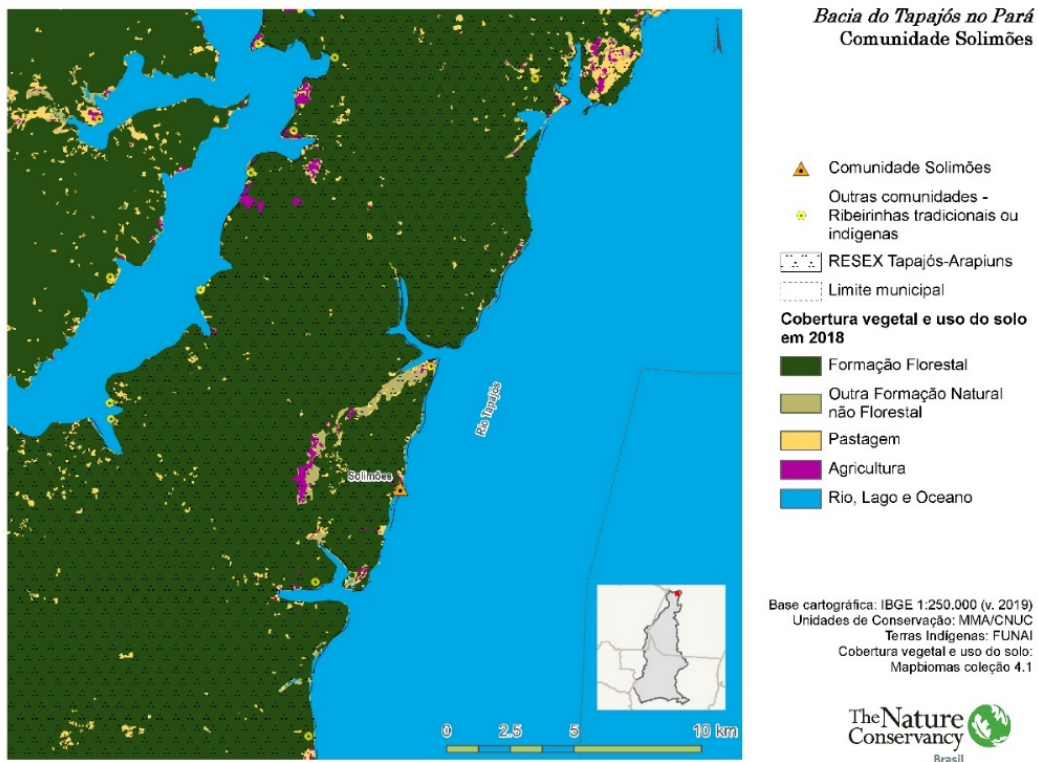 Bacia do Tapajós no Pará
Comunidade Solimões
Comunidade Solimões
Outras comunidades -
Ribeirinhas tradicionais ou
indígenas
RESEX Tapajós-Arapiuns
Limite municipal
Cobertura vegetal e uso do solo
em 2018
Formação Florestal
Outra Formação Natural
não Florestal
Pastagem
Agricultura
Rio, Lago e Oceano
Rio Tapajós
Solimões
0 2.5 5 10 km
Base cartográfica: IBGE 1:250.000 (v. 2019)
Unidades de Conservação: MMA/CNUC
Terras Indígenas: FUNAI
Cobertura vegetal e uso do solo:
Mapbiomas coleção 4.1
The Nature
Conservancy
Brasil